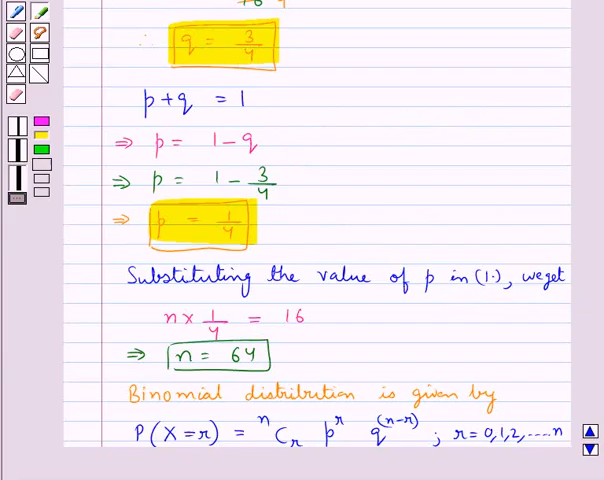 ∴ q = 3/4
p + q = 1
⇒ p = 1 - q
⇒ p = 1 - 3/4
⇒ p = 1/4
Substituting the value of p in (1.), we get
n × 1/4 = 16
⇒ n = 64
Binomial distribution is given by
P(X=r) = ⁿCᵣ pʳ q⁽ⁿ⁻ʳ⁾ ; r = 0,1,2,.....n